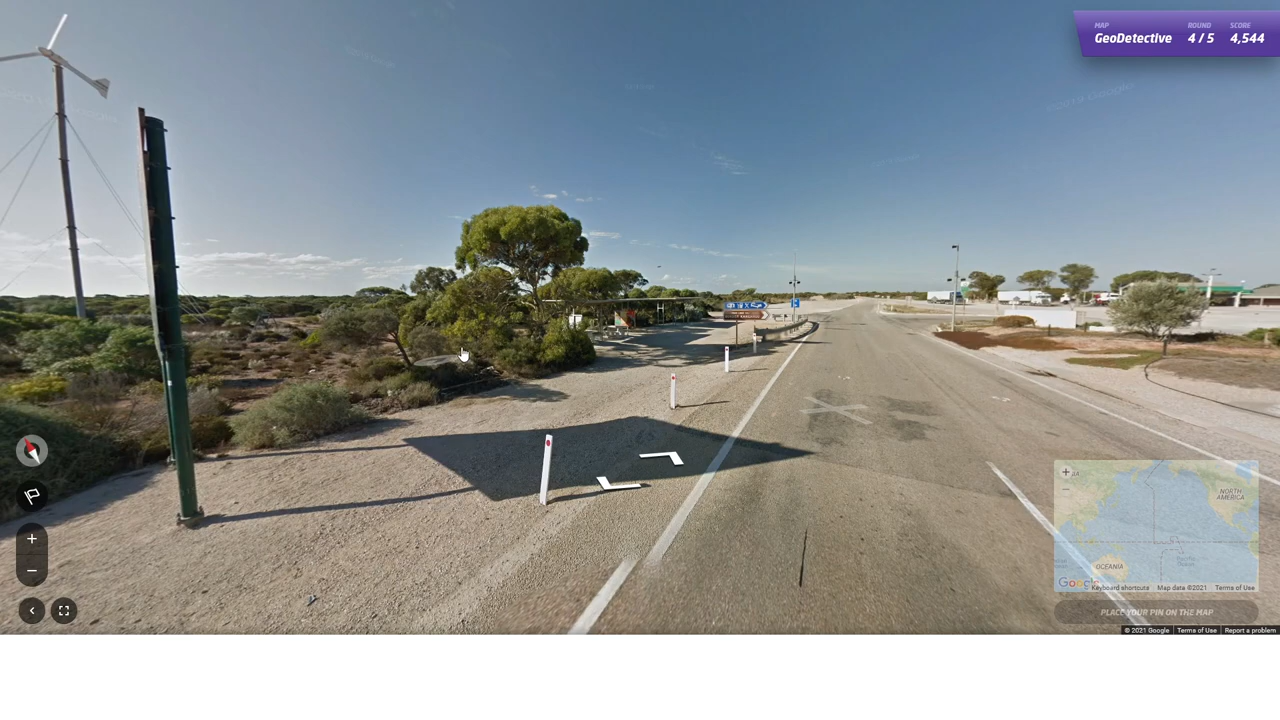 MAP
GeoDetective
ROUND
4 / 5
SCORE
4,544
NORTH
AMERICA
OCEANIA
Google
Keyboard shortcuts
Map data ©2021
Terms of Use
PLACE YOUR PIN ON THE MAP
© 2021 Google
Terms of Use
Report a problem